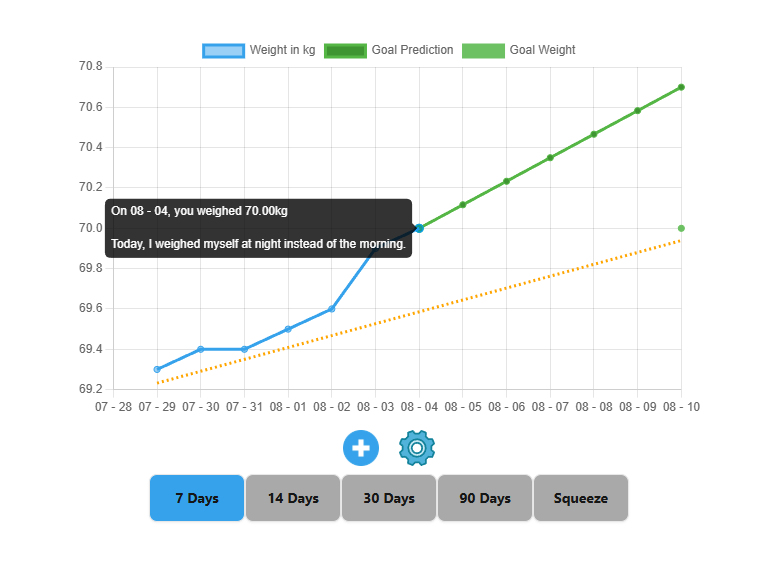 Weight in kg Goal Prediction Goal Weight
70.8
70.6
70.4
70.2
70.0
69.8
69.6
69.4
69.2
On 08 - 04, you weighed 70.00kg
Today, I weighed myself at night instead of the morning.
07 - 28 07 - 29 07 - 30 07 - 31 08 - 01 08 - 02 08 - 03 08 - 04 08 - 05 08 - 06 08 - 07 08 - 08 08 - 09 08 - 10
7 Days 14 Days 30 Days 90 Days Squeeze